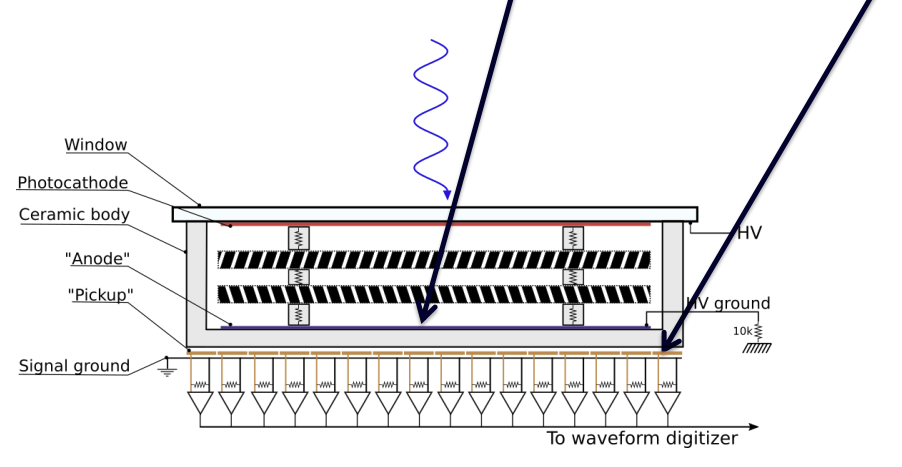 Window
Photocathode
Ceramic body
"Anode"
"Pickup"
Signal ground
HV
HV ground
10k
To waveform digitizer